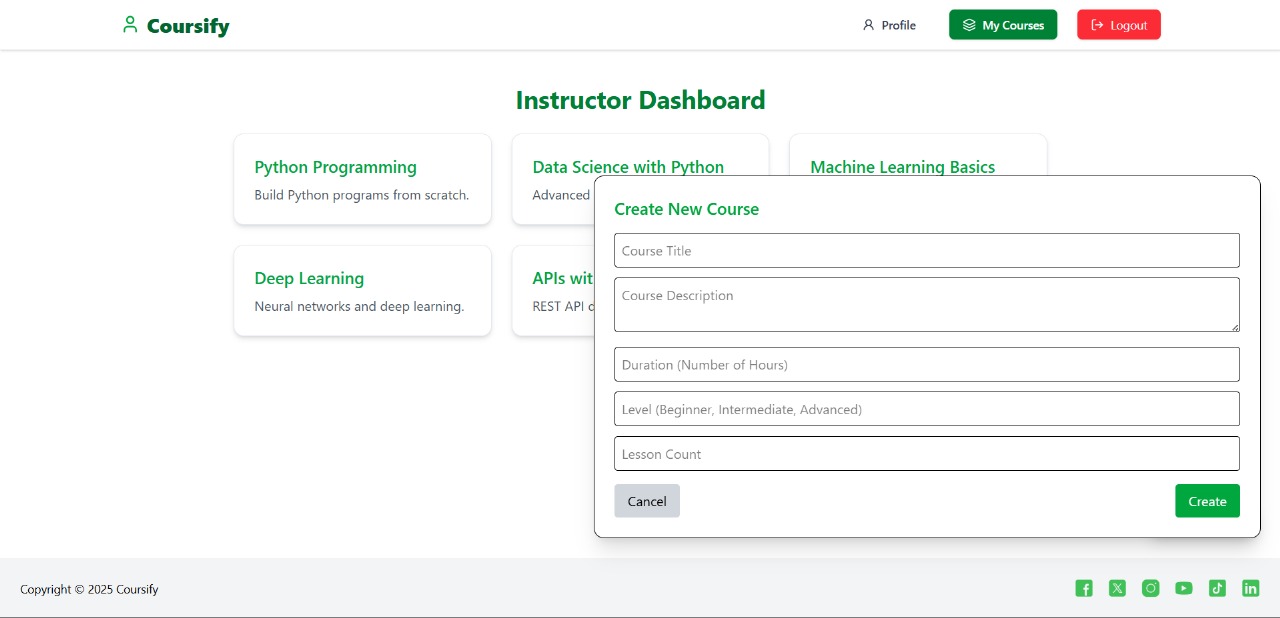 Coursify
Profile
My Courses
Logout
Instructor Dashboard
Python Programming
Build Python programs from scratch.
Data Science with Python
Advanced
Machine Learning Basics
Deep Learning
Neural networks and deep learning.
APIs wit
REST API
Create New Course
Course Title
Course Description
Duration (Number of Hours)
Level (Beginner, Intermediate, Advanced)
Lesson Count
Cancel
Create
Copyright © 2025 Coursify